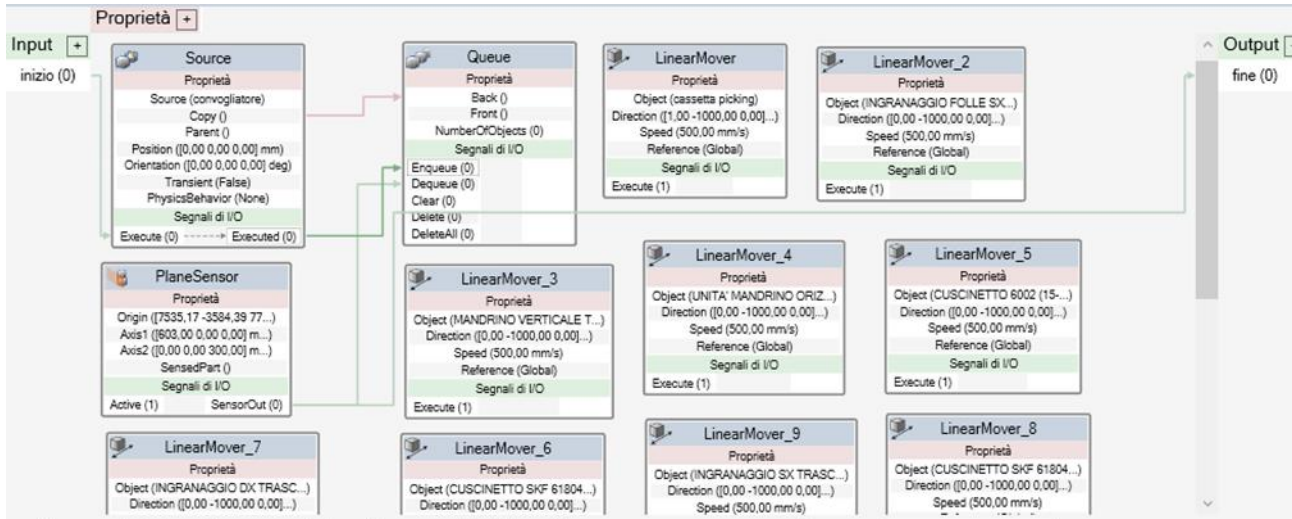 Proprietà +
Input +
inizio (0)
Source
Proprietà
Source (convogliatore)
Copy ()
Parent ()
Position ([0,00 0,00 0,00] mm)
Orientation ([0,00 0,00 0,00] deg)
Transient (False)
PhysicsBehavior (None)
Segnali di I/O
Execute (0) Executed (0)
Queue
Proprietà
Back ()
Front ()
NumberOfObjects (0)
Segnali di I/O
Enqueue (0)
Dequeue (0)
Clear (0)
Delete (0)
DeleteAll (0)
LinearMover
Proprietà
Object (cassetta picking)
Direction ([1,00 -1000,00 0,00]...)
Speed (500,00 mm/s)
Reference (Global)
Segnali di I/O
Execute (1)
LinearMover_2
Proprietà
Object (INGRANAGGIO FOLLE SX...)
Direction ([0,00 -1000,00 0,00]...)
Speed (500,00 mm/s)
Reference (Global)
Segnali di I/O
Execute (1)
Output
fine (0)
PlaneSensor
Proprietà
Origin ([7535,17 -3584,39 77...)
Axis1 ([603,00 0,00 0,00] m...)
Axis2 ([0,00 0,00 300,00] m...)
SensedPart ()
Segnali di I/O
Active (1) SensorOut (0)
LinearMover_3
Proprietà
Object (MANDRINO VERTICALE T...)
Direction ([0,00 -1000,00 0,00]...)
Speed (500,00 mm/s)
Reference (Global)
Segnali di I/O
Execute (1)
LinearMover_4
Proprietà
Object (UNITA' MANDRINO ORIZ...)
Direction ([0,00 -1000,00 0,00]...)
Speed (500,00 mm/s)
Reference (Global)
Segnali di I/O
Execute (1)
LinearMover_5
Proprietà
Object (CUSCINETTO 6002 (15-...)
Direction ([0,00 -1000,00 0,00]...)
Speed (500,00 mm/s)
Reference (Global)
Segnali di I/O
Execute (1)
LinearMover_7
Proprietà
Object (INGRANAGGIO DX TRASC...)
Direction ([0,00 -1000,00 0,00]...)
LinearMover_6
Proprietà
Object (CUSCINETTO SKF 61804...)
Direction ([0,00 -1000,00 0,00]...)
LinearMover_9
Proprietà
Object (INGRANAGGIO SX TRASC...)
Direction ([0,00 -1000,00 0,00]...)
Speed (500,00 mm/s)
LinearMover_8
Proprietà
Object (CUSCINETTO SKF 61804...)
Direction ([0,00 -1000,00 0,00]...)
Speed (500,00 mm/s)